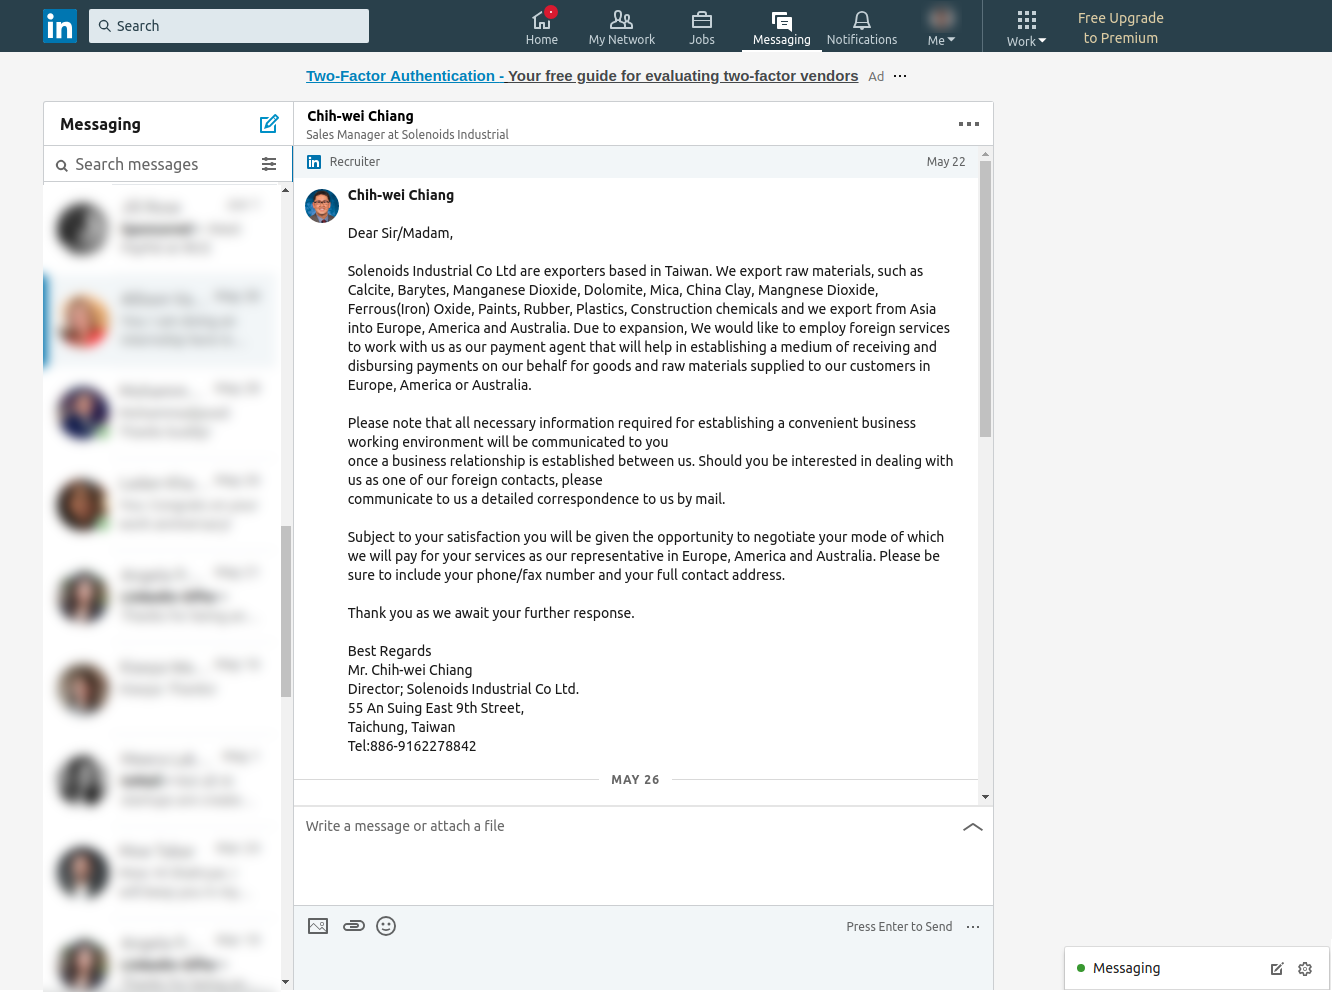 in
Search
Home
My Network
Jobs
Messaging
Notifications
Me
Work
Free Upgrade
to Premium
Two-Factor Authentication - Your free guide for evaluating two-factor vendors Ad ...
Messaging
Search messages
Chih-wei Chiang
Sales Manager at Solenoids Industrial
in Recruiter May 22
Chih-wei Chiang
Dear Sir/Madam,
Solenoids Industrial Co Ltd are exporters based in Taiwan. We export raw materials, such as
Calcite, Barytes, Manganese Dioxide, Dolomite, Mica, China Clay, Mangnese Dioxide,
Ferrous(Iron) Oxide, Paints, Rubber, Plastics, Construction chemicals and we export from Asia
into Europe, America and Australia. Due to expansion, We would like to employ foreign services
to work with us as our payment agent that will help in establishing a medium of receiving and
disbursing payments on our behalf for goods and raw materials supplied to our customers in
Europe, America or Australia.
Please note that all necessary information required for establishing a convenient business
working environment will be communicated to you
once a business relationship is established between us. Should you be interested in dealing with
us as one of our foreign contacts, please
communicate to us a detailed correspondence to us by mail.
Subject to your satisfaction you will be given the opportunity to negotiate your mode of which
we will pay for your services as our representative in Europe, America and Australia. Please be
sure to include your phone/fax number and your full contact address.
Thank you as we await your further response.
Best Regards
Mr. Chih-wei Chiang
Director; Solenoids Industrial Co Ltd.
55 An Suing East 9th Street,
Taichung, Taiwan
Tel:886-9162278842
MAY 26
Write a message or attach a file
Press Enter to Send ...
Messaging